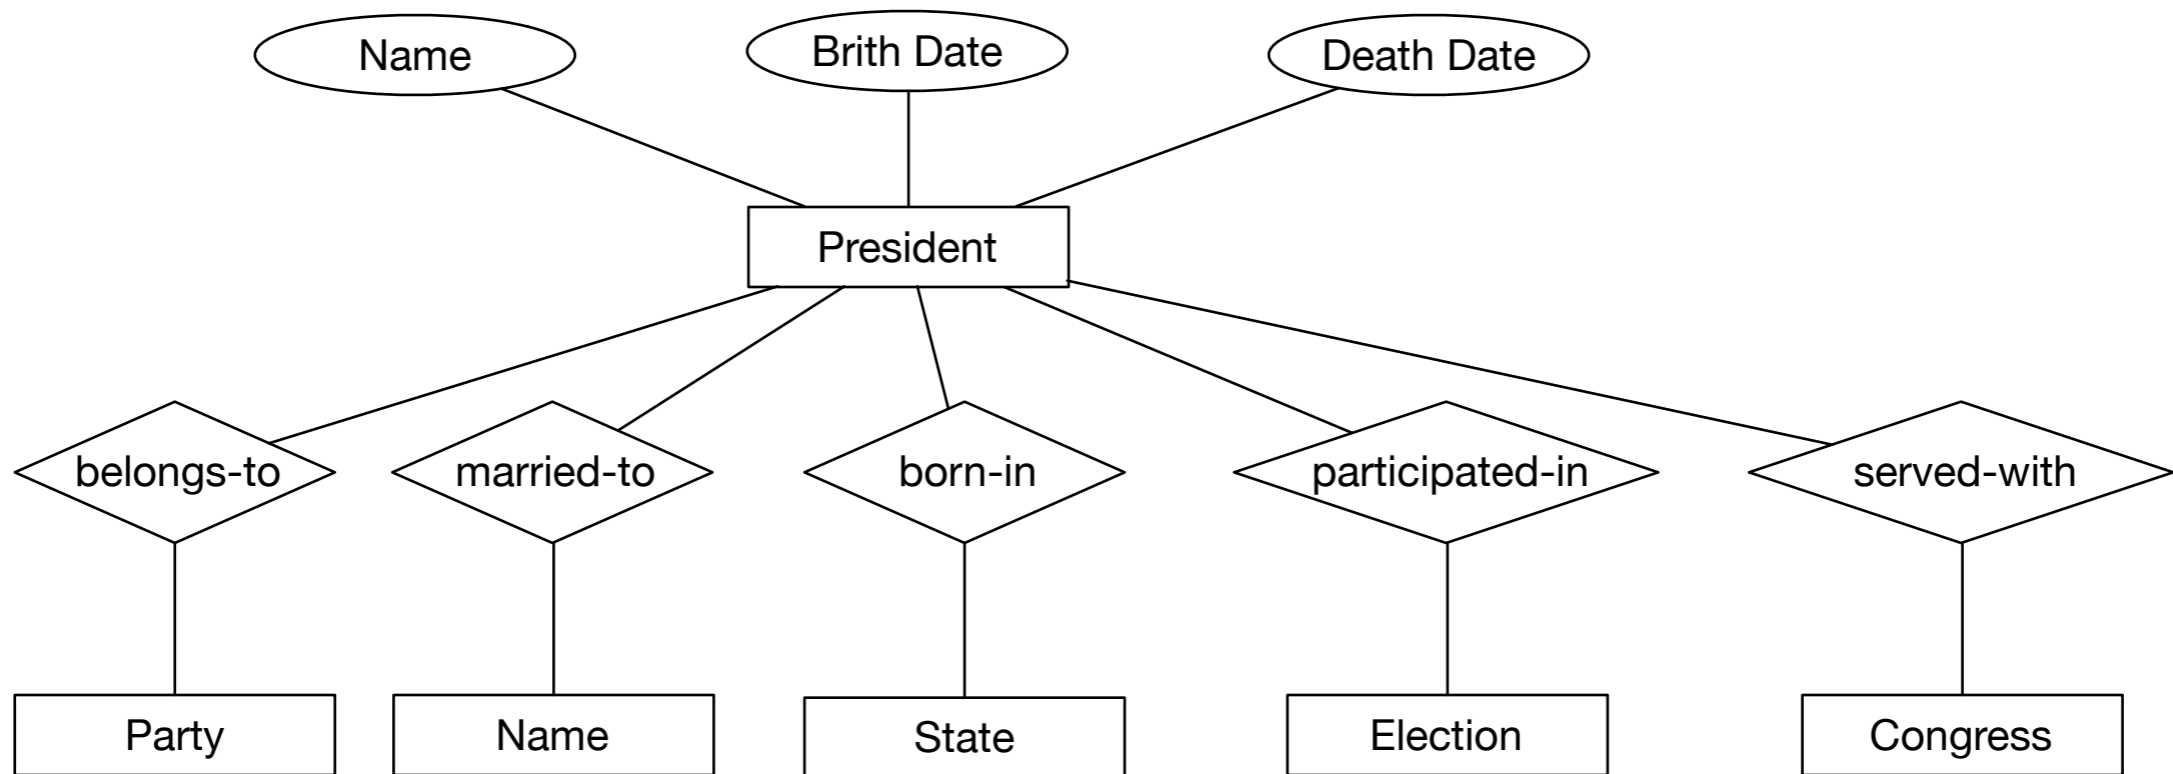 Name
Brith Date
Death Date
President
belongs-to
married-to
born-in
participated-in
served-with
Party
Name
State
Election
Congress